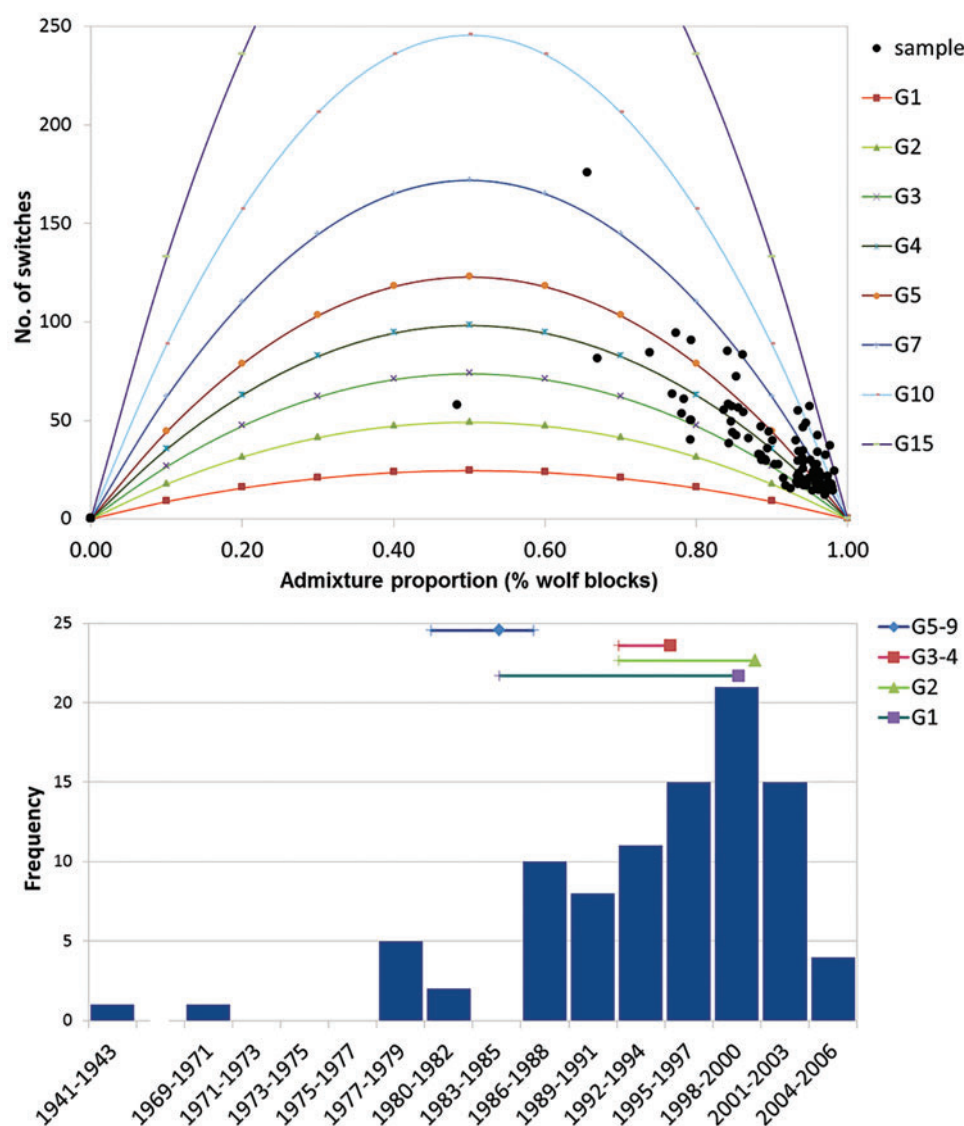 250
200
150
100
50
0
No. of switches
0.00 0.20 0.40 0.60 0.80 1.00
Admixture proportion (% wolf blocks)
sample
G1
G2
G3
G4
G5
G7
G10
G15
25
20
15
10
5
0
Frequency
1941-1943
1969-1971
1971-1973
1973-1975
1975-1977
1977-1979
1980-1982
1983-1985
1986-1988
1989-1991
1992-1994
1995-1997
1998-2000
2001-2003
2004-2006
G5-9
G3-4
G2
G1